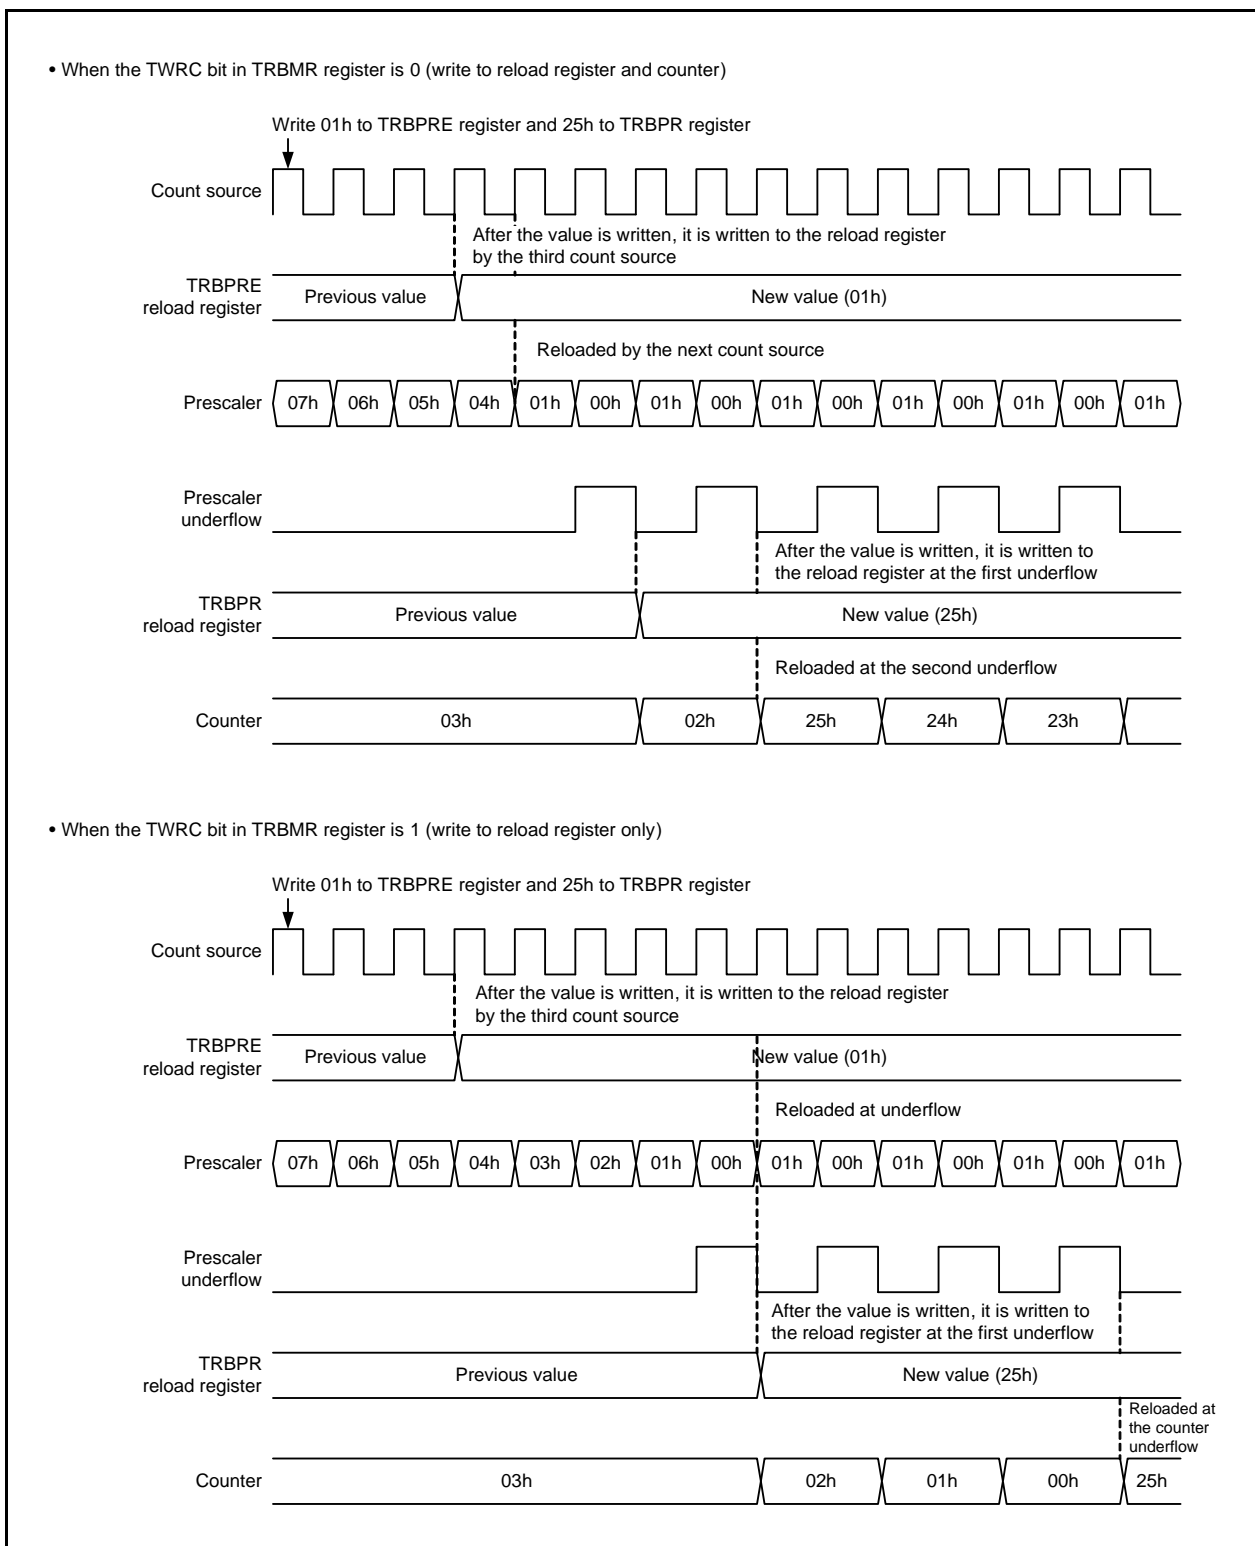 • When the TWRC bit in TRBMR register is 0 (write to reload register and counter)
Write 01h to TRBPRE register and 25h to TRBPR register
Count source
After the value is written, it is written to the reload register
by the third count source
TRBPRE
reload register
Previous value
New value (01h)
Reloaded by the next count source
Prescaler
07h 06h 05h 04h 01h 00h 01h 00h 01h 00h 01h 00h 01h 00h 01h
Prescaler
underflow
After the value is written, it is written to
the reload register at the first underflow
TRBPR
reload register
Previous value
New value (25h)
Reloaded at the second underflow
Counter
03h 02h 25h 24h 23h
• When the TWRC bit in TRBMR register is 1 (write to reload register only)
Write 01h to TRBPRE register and 25h to TRBPR register
Count source
After the value is written, it is written to the reload register
by the third count source
TRBPRE
reload register
Previous value
New value (01h)
Reloaded at underflow
Prescaler
07h 06h 05h 04h 03h 02h 01h 00h 01h 00h 01h 00h 01h 00h 01h
Prescaler
underflow
After the value is written, it is written to
the reload register at the first underflow
TRBPR
reload register
Previous value
New value (25h)
Reloaded at
the counter
underflow
Counter
03h 02h 01h 00h 25h